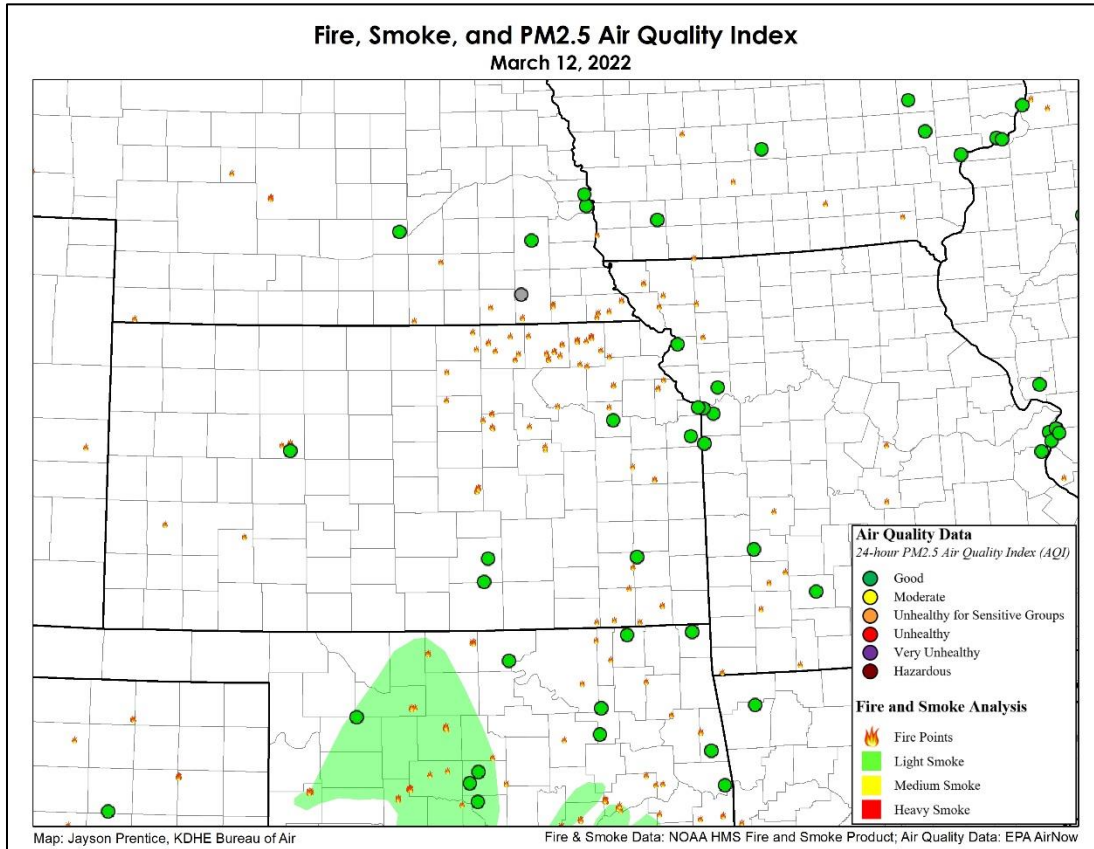 Fire, Smoke, and PM2.5 Air Quality Index
March 12, 2022
Air Quality Data
24-hour PM2.5 Air Quality Index (AQI)
Good
Moderate
Unhealthy for Sensitive Groups
Unhealthy
Very Unhealthy
Hazardous
Fire and Smoke Analysis
Fire Points
Light Smoke
Medium Smoke
Heavy Smoke
Map: Jayson Prentice, KDHE Bureau of Air
Fire & Smoke Data: NOAA HMS Fire and Smoke Product; Air Quality Data: EPA AirNow